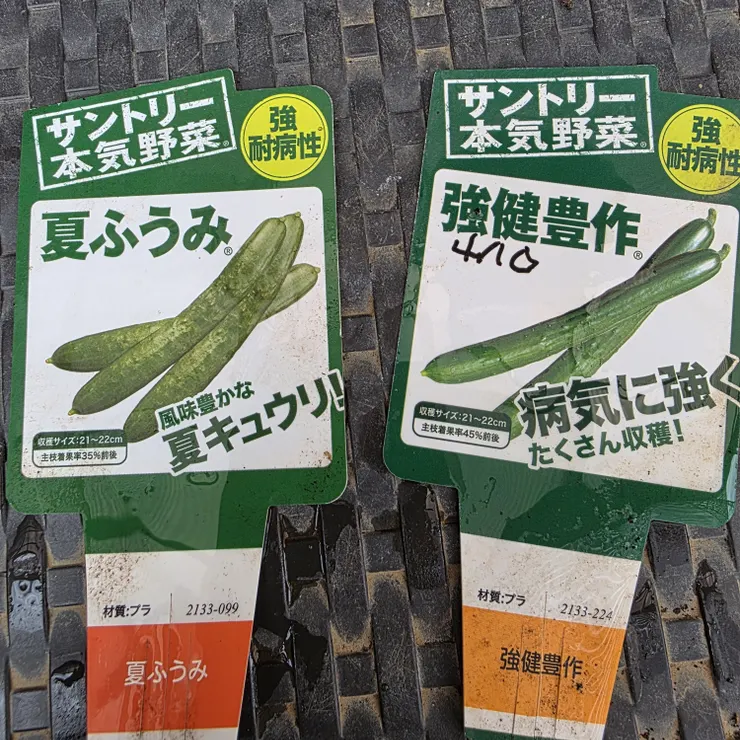 サントリー
本気野菜®
強
耐病性
夏ふうみ®
風味豊かな
夏キュウリ!
収穫サイズ:21~22cm
主枝着果率35%前後
材質:プラ 2133-099
夏ふうみ
サントリー
本気野菜®
強
耐病性
強健豊作®
病気に強く
たくさん収穫!
収穫サイズ:21~22cm
主枝着果率45%前後
材質:プラ 2133-224
強健豊作